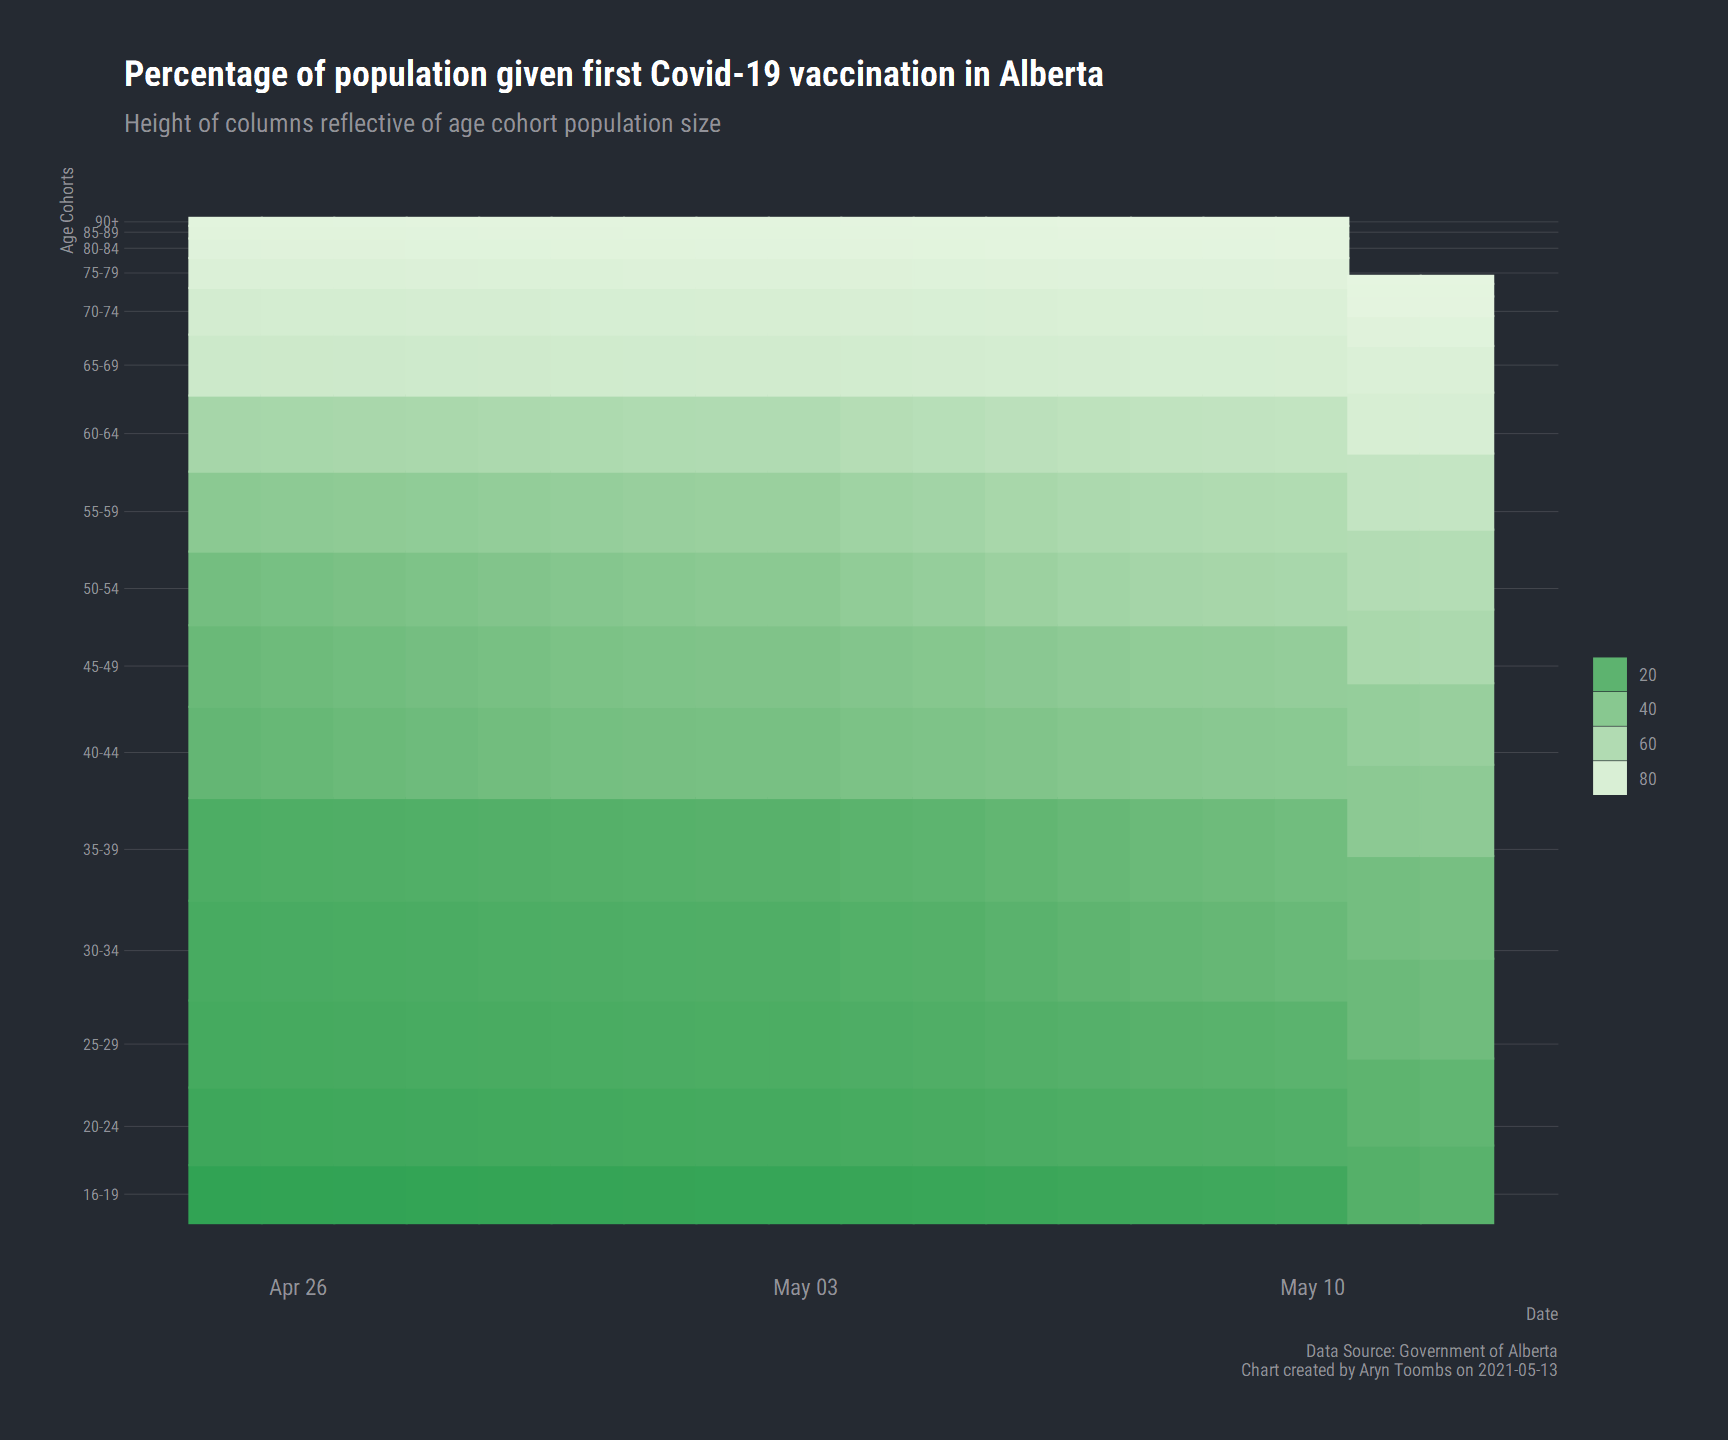 Percentage of population given first Covid-19 vaccination in Alberta
Height of columns reflective of age cohort population size
Age Cohorts
90+
85-89
80-84
75-79
70-74
65-69
60-64
55-59
50-54
45-49
40-44
35-39
30-34
25-29
20-24
16-19
20
40
60
80
Apr 26
May 03
May 10
Date
Data Source: Government of Alberta
Chart created by Aryn Toombs on 2021-05-13